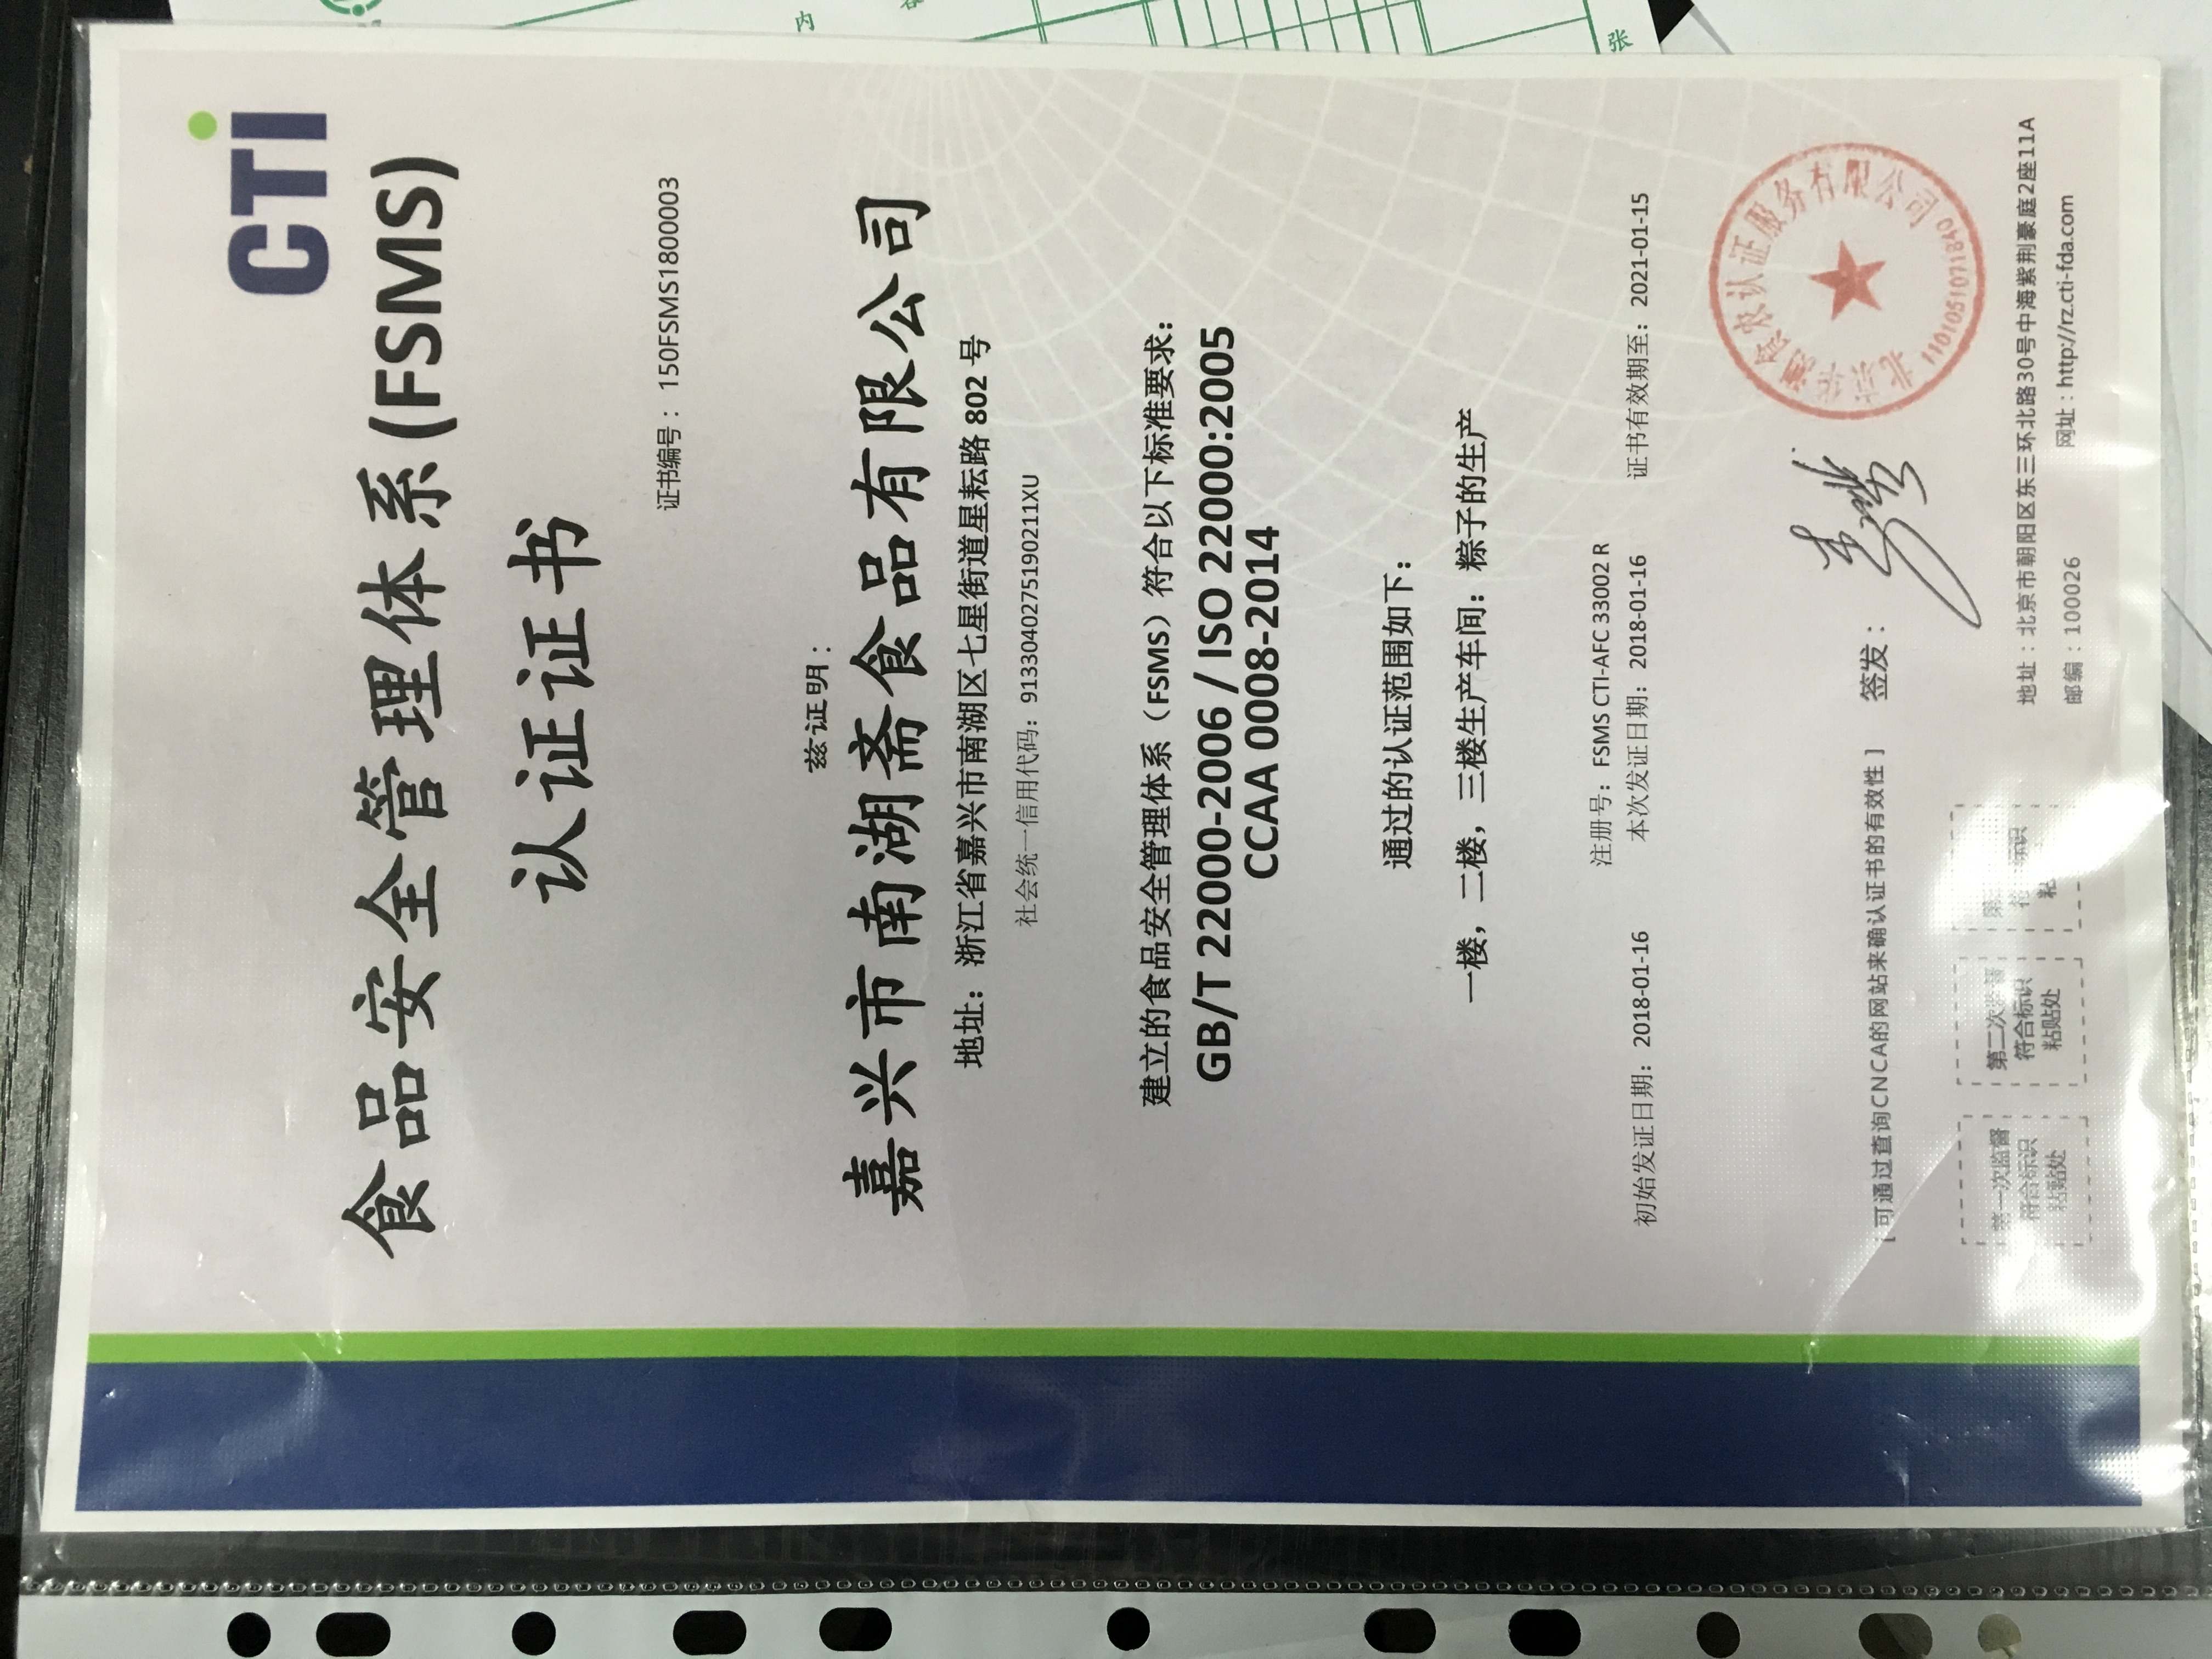 CTI
食品安全管理体系(FSMS)
认证证书
证书编号：150FSMS1800003
兹证明：
嘉兴市南湖斋食品有限公司
地址：浙江省嘉兴市南湖区七星街道星耘路 802 号
社会统一信用代码：91330402751902​11XU
建立的食品安全管理体系（FSMS）符合以下标准要求：
GB/T 22000-2006 / ISO 22000:2005
CCAA 0008-2014
通过的认证范围如下：
一楼，二楼，三楼生产车间：粽子的生产
注册号：FSMS CTI-AFC 33002 R
初始发证日期：2018-01-16 本次发证日期：2018-01-16 证书有效期至：2021-01-15
[ 可通过查询CNCA的网站来确认证书的有效性 ] 签发：
服务有限公司
1101051071840
第一次监督
符合标识
粘贴处
第二次监督
符合标识
粘贴处
地址：北京市朝阳区东三环北路30号中海紫荆豪庭2座11A
邮编：100026 网址：http://rz.cti-fda.com
内
张